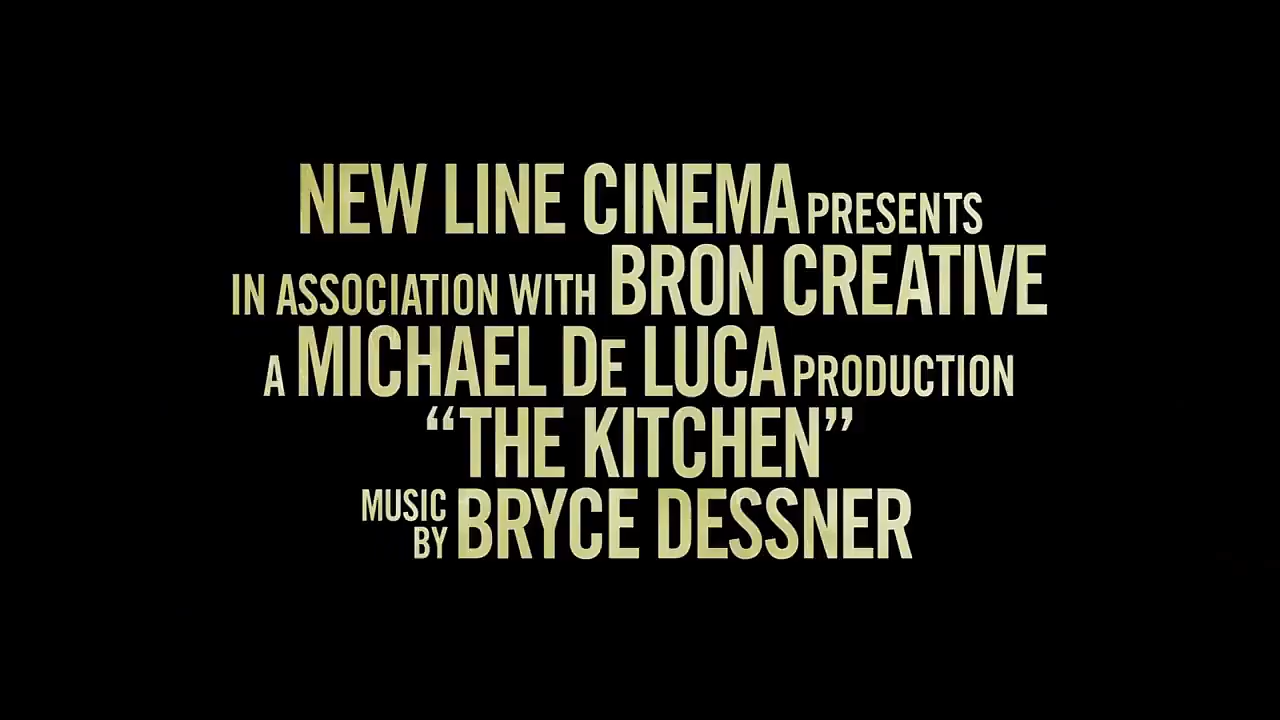 NEW LINE CINEMA PRESENTS
IN ASSOCIATION WITH BRON CREATIVE
A MICHAEL DE LUCA PRODUCTION
“THE KITCHEN”
MUSIC BY BRYCE DESSNER